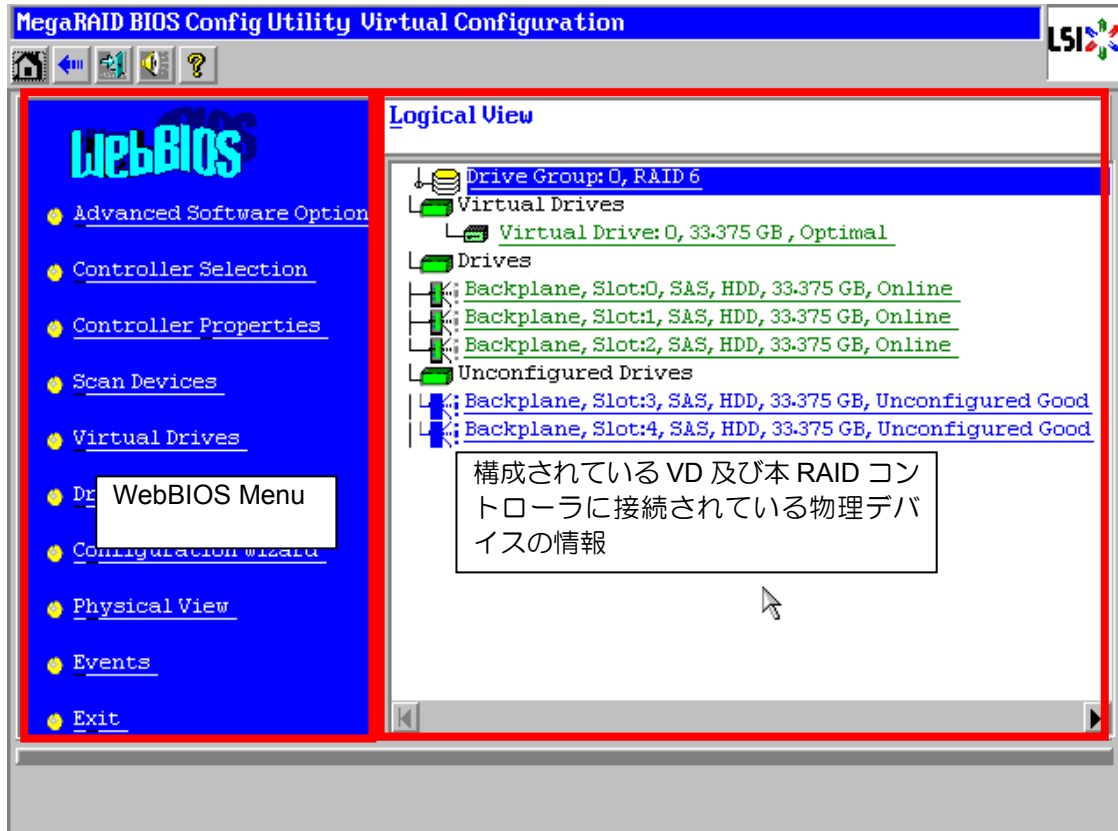 MegaRAID BIOS Config Utility Virtual Configuration
LSI
WebBIOS
Advanced Software Option
Controller Selection
Controller Properties
Scan Devices
Virtual Drives
Dr
WebBIOS Menu
Configuration Wizard
Physical View
Events
Exit
Logical View
Drive Group: 0, RAID 6
Virtual Drives
Virtual Drive: 0, 33.375 GB , Optimal
Drives
Backplane, Slot:0, SAS, HDD, 33.375 GB, Online
Backplane, Slot:1, SAS, HDD, 33.375 GB, Online
Backplane, Slot:2, SAS, HDD, 33.375 GB, Online
Unconfigured Drives
Backplane, Slot:3, SAS, HDD, 33.375 GB, Unconfigured Good
Backplane, Slot:4, SAS, HDD, 33.375 GB, Unconfigured Good
構成されている VD 及び本 RAID コン
トローラに接続されている物理デバ
イスの情報